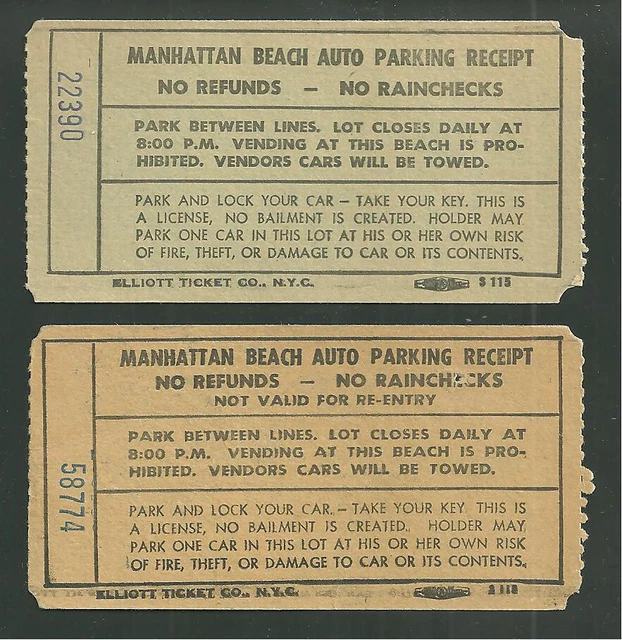 22390
MANHATTAN BEACH AUTO PARKING RECEIPT
NO REFUNDS — NO RAINCHECKS
PARK BETWEEN LINES. LOT CLOSES DAILY AT
8:00 P.M. VENDING AT THIS BEACH IS PRO-
HIBITED. VENDORS CARS WILL BE TOWED.
PARK AND LOCK YOUR CAR — TAKE YOUR KEY. THIS IS
A LICENSE, NO BAILMENT IS CREATED. HOLDER MAY
PARK ONE CAR IN THIS LOT AT HIS OR HER OWN RISK
OF FIRE, THEFT, OR DAMAGE TO CAR OR ITS CONTENTS.
ELLIOTT TICKET CO., N.Y.C. S 115
58774
MANHATTAN BEACH AUTO PARKING RECEIPT
NO REFUNDS — NO RAINCHECKS
NOT VALID FOR RE-ENTRY
PARK BETWEEN LINES. LOT CLOSES DAILY AT
8:00 P.M. VENDING AT THIS BEACH IS PRO-
HIBITED. VENDORS CARS WILL BE TOWED.
PARK AND LOCK YOUR CAR. — TAKE YOUR KEY THIS IS
A LICENSE, NO BAILMENT IS CREATED. HOLDER MAY
PARK ONE CAR IN THIS LOT AT HIS OR HER OWN RISK
OF FIRE, THEFT, OR DAMAGE TO CAR OR ITS CONTENTS.
ELLIOTT TICKET CO., N.Y.C.